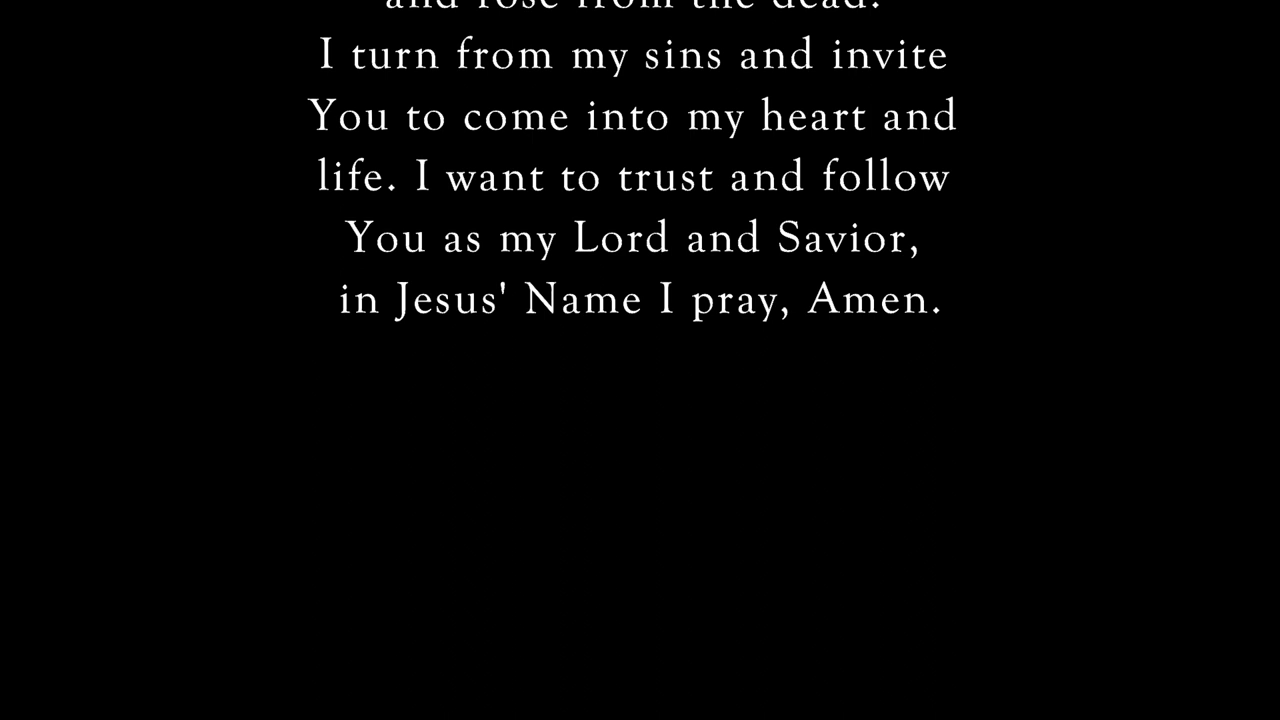 and rose from the dead.
I turn from my sins and invite
You to come into my heart and
life. I want to trust and follow
You as my Lord and Savior,
in Jesus' Name I pray, Amen.